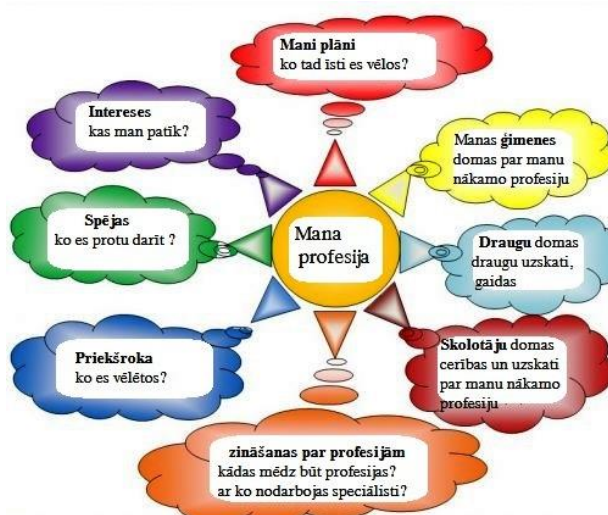 Mani plāni
ko tad īsti es vēlos?
Intereses
kas man patīk?
Manas ģimenes
domas par manu
nākamo profesiju
Spējas
ko es protu darīt ?
Mana
profesija
Draugu domas
draugu uzskati,
gaidas
Priekšroka
ko es vēlētos?
Skolotāju domas
cerības un uzskati
par manu nākamo
profesiju
zināšanas par profesijām
kādas mēdz būt profesijas?
ar ko nodarbojas speciālisti?